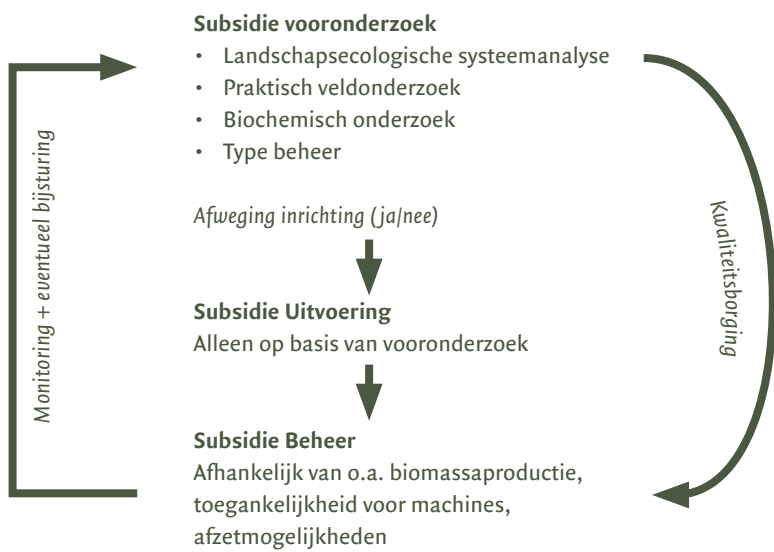 Subsidie vooronderzoek
• Landschapsecologische systeemanalyse
• Praktisch veldonderzoek
• Biochemisch onderzoek
• Type beheer
Afweging inrichting (ja/nee)
Subsidie Uitvoering
Alleen op basis van vooronderzoek
Subsidie Beheer
Afhankelijk van o.a. biomassaproductie,
toegankelijkheid voor machines,
afzetmogelijkheden
Monitoring + eventueel bijsturing
Kwaliteitsborging